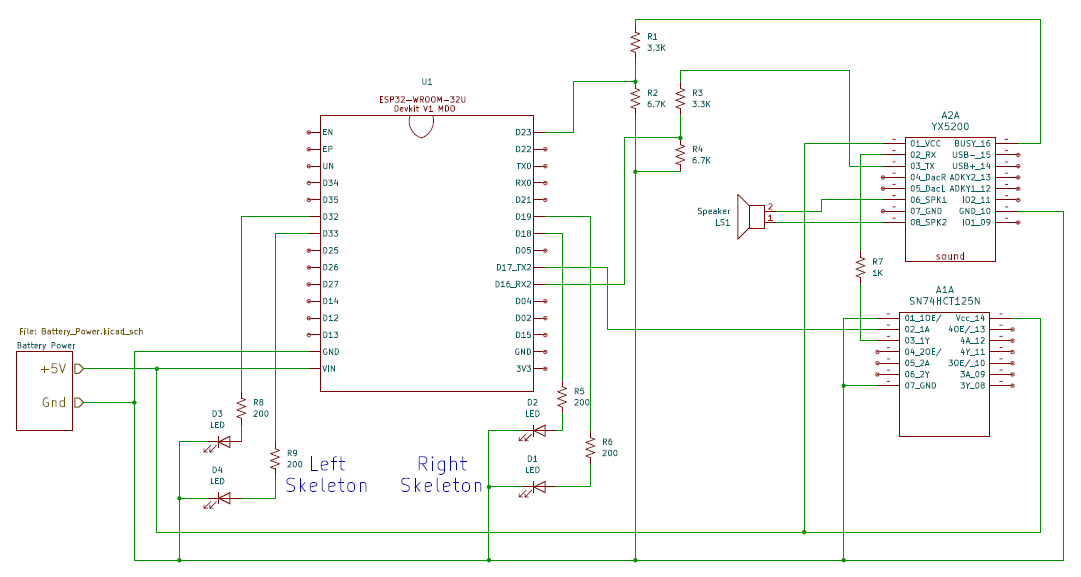 U1
ESP32-WROOM-32U
Devkit V1 MDO
EN
EP
UN
D34
D35
D32
D33
D25
D26
D27
D14
D12
D13
GND
VIN
D23
D22
TX0
RX0
D21
D19
D18
D05
D17_TX2
D16_RX2
D04
D02
D15
GND
3V3
R1
3.3K
R2
6.7K
R3
3.3K
R4
6.7K
A2A
YX5200
01_VCC
02_RX
03_TX
04_DacR
05_DacL
06_SPK1
07_GND
08_SPK2
BUSY_16
USB-_15
USB+_14
ADKY2_13
ADKY1_12
IO2_11
GND_10
IO1_09
sound
Speaker
LS1
2
1
R7
1K
A1A
SN74HCT125N
01_1OE/
02_1A
03_1Y
04_2OE/
05_2A
06_2Y
07_GND
Vcc_14
4OE/_13
4A_12
4Y_11
3OE/_10
3A_09
3Y_08
File: Battery_Power.kicad_sch
Battery Power
+5V
Gnd
R8
200
D3
LED
R9
200
D4
LED
Left
Skeleton
Right
Skeleton
R5
200
D2
LED
R6
200
D1
LED